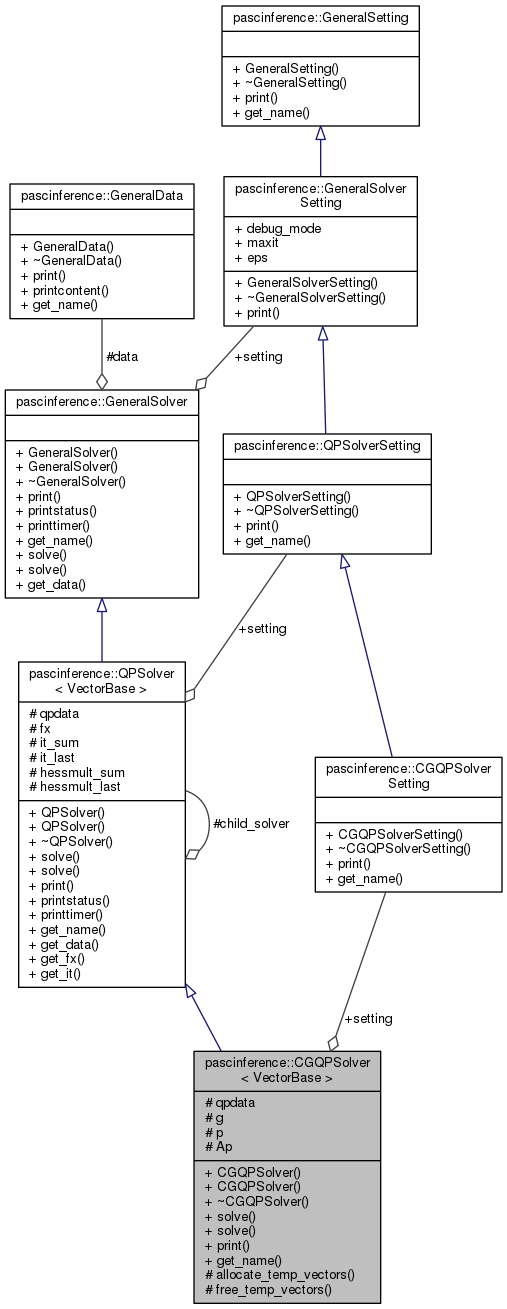 pascinference::GeneralSetting
+ GeneralSetting()
+ ~GeneralSetting()
+ print()
+ get_name()
pascinference::GeneralData
+ GeneralData()
+ ~GeneralData()
+ print()
+ printcontent()
+ get_name()
pascinference::GeneralSolver
Setting
+ debug_mode
+ maxit
+ eps
+ GeneralSolverSetting()
+ ~GeneralSolverSetting()
+ print()
#data
+setting
pascinference::GeneralSolver
+ GeneralSolver()
+ GeneralSolver()
+ ~GeneralSolver()
+ print()
+ printstatus()
+ printtimer()
+ get_name()
+ solve()
+ solve()
+ get_data()
pascinference::QPSolverSetting
+ QPSolverSetting()
+ ~QPSolverSetting()
+ print()
+ get_name()
+setting
pascinference::QPSolver
< VectorBase >
# qpdata
# fx
# it_sum
# it_last
# hessmult_sum
# hessmult_last
+ QPSolver()
+ QPSolver()
+ ~QPSolver()
+ solve()
+ solve()
+ print()
+ printstatus()
+ printtimer()
+ get_name()
+ get_data()
+ get_fx()
+ get_it()
#child_solver
pascinference::CGQPSolver
Setting
+ CGQPSolverSetting()
+ ~CGQPSolverSetting()
+ print()
+ get_name()
+setting
pascinference::CGQPSolver
< VectorBase >
# qpdata
# g
# p
# Ap
+ CGQPSolver()
+ CGQPSolver()
+ ~CGQPSolver()
+ solve()
+ solve()
+ print()
+ get_name()
# allocate_temp_vectors()
# free_temp_vectors()